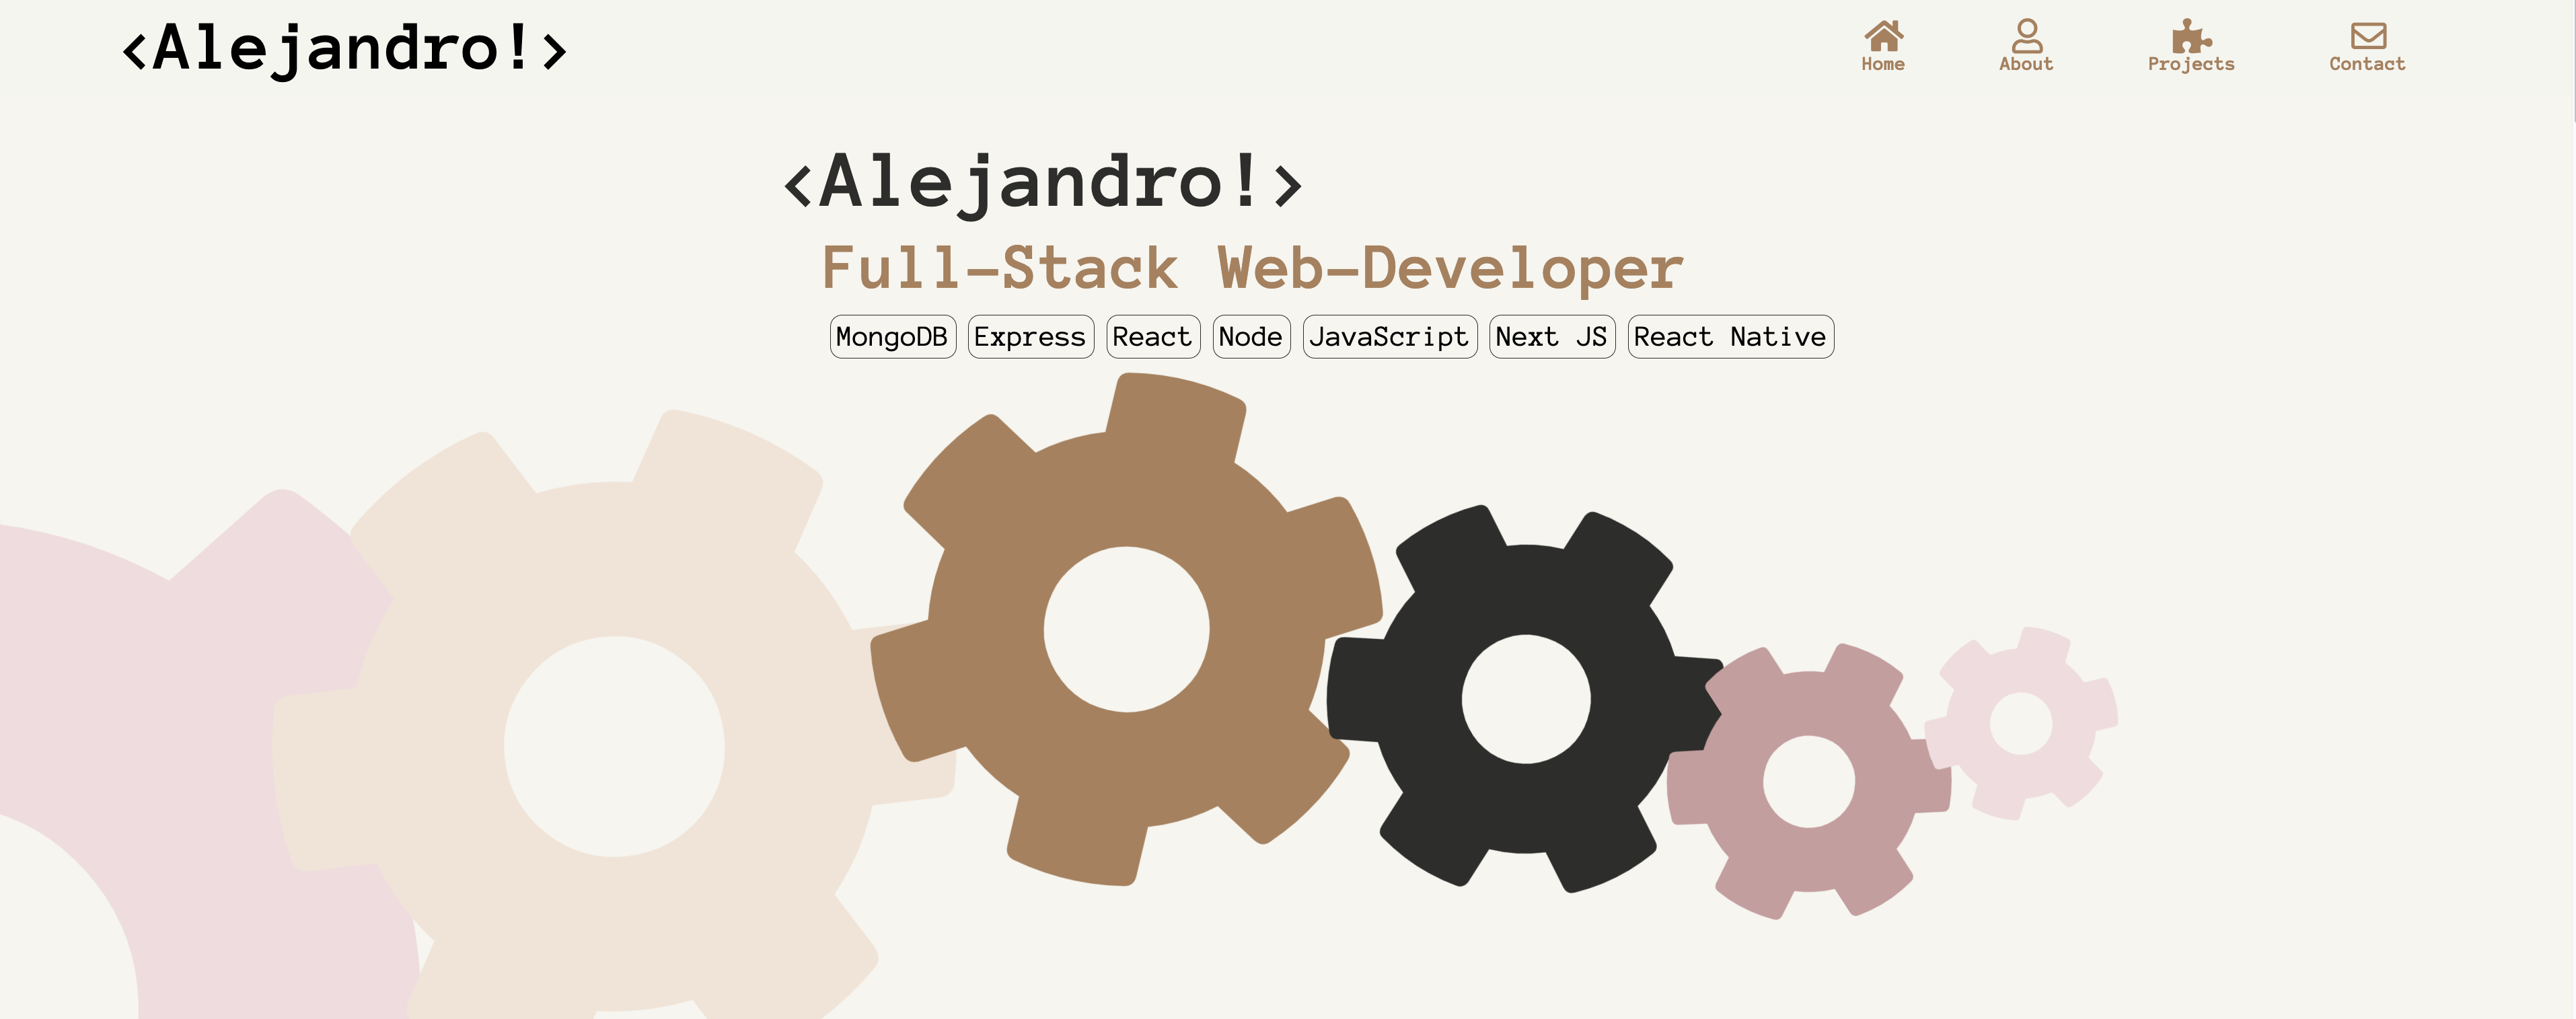 <Alejandro!>
Home About Projects Contact
<Alejandro!>
Full-Stack Web-Developer
MongoDB Express React Node JavaScript Next JS React Native